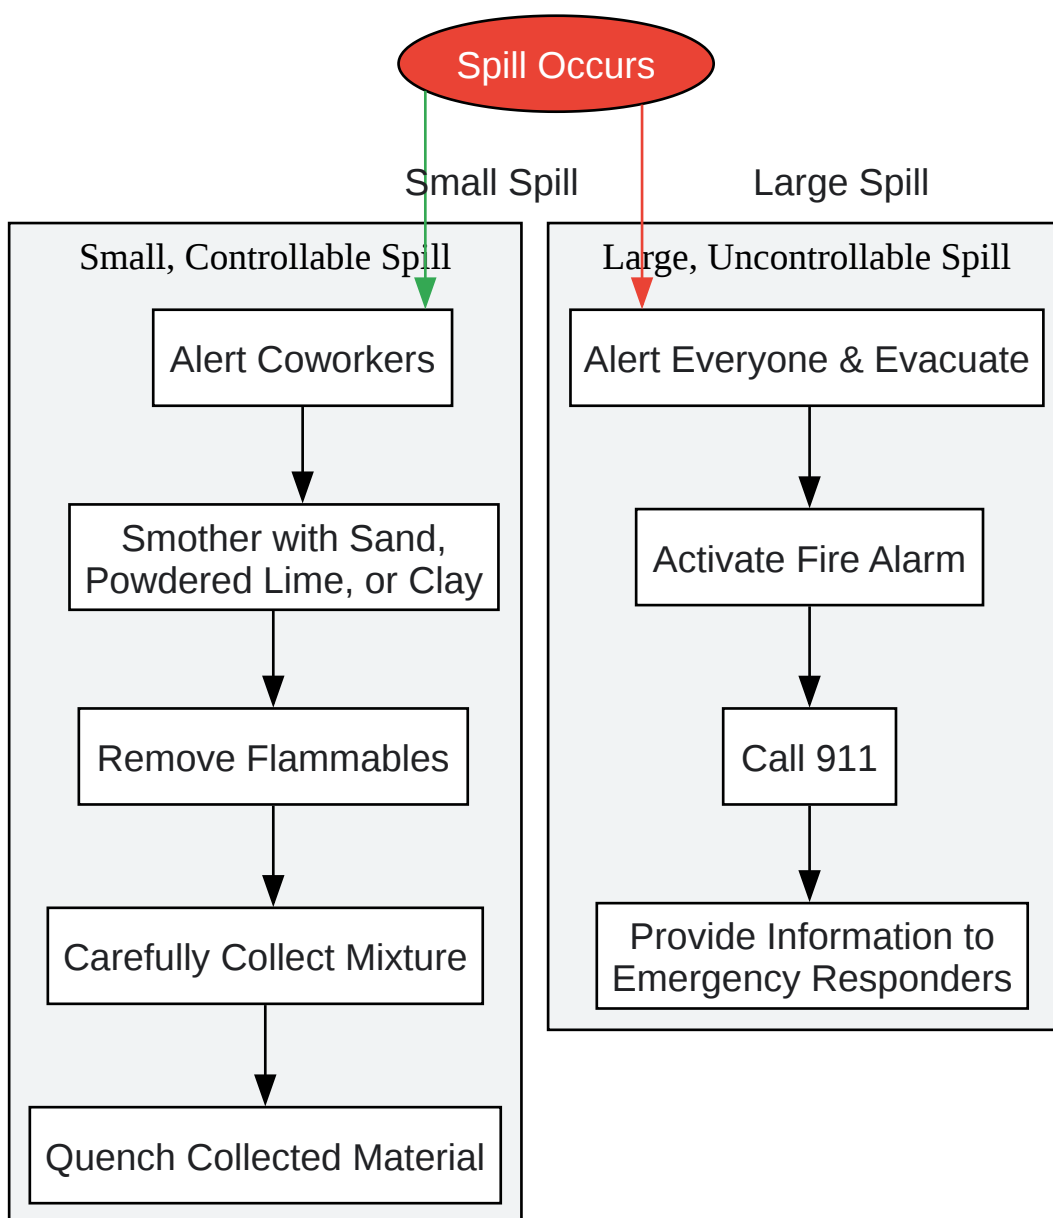 Spill Occurs
Small Spill
Large Spill
Small, Controllable Spill
Alert Coworkers
Smother with Sand,
Powdered Lime, or Clay
Remove Flammables
Carefully Collect Mixture
Quench Collected Material
Large, Uncontrollable Spill
Alert Everyone & Evacuate
Activate Fire Alarm
Call 911
Provide Information to
Emergency Responders